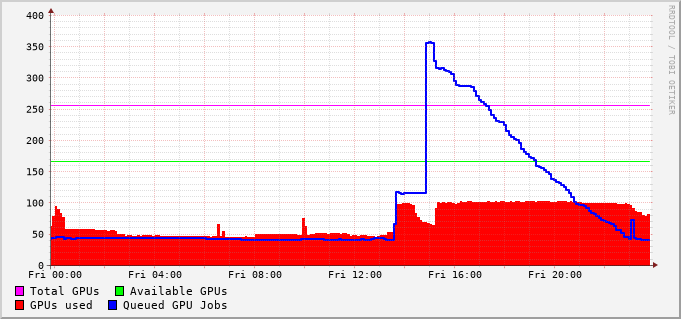 400
350
300
250
200
150
100
50
0
Fri 00:00 Fri 04:00 Fri 08:00 Fri 12:00 Fri 16:00 Fri 20:00
Total GPUs Available GPUs
GPUs used Queued GPU Jobs
RRDTOOL / TOBI OETIKER